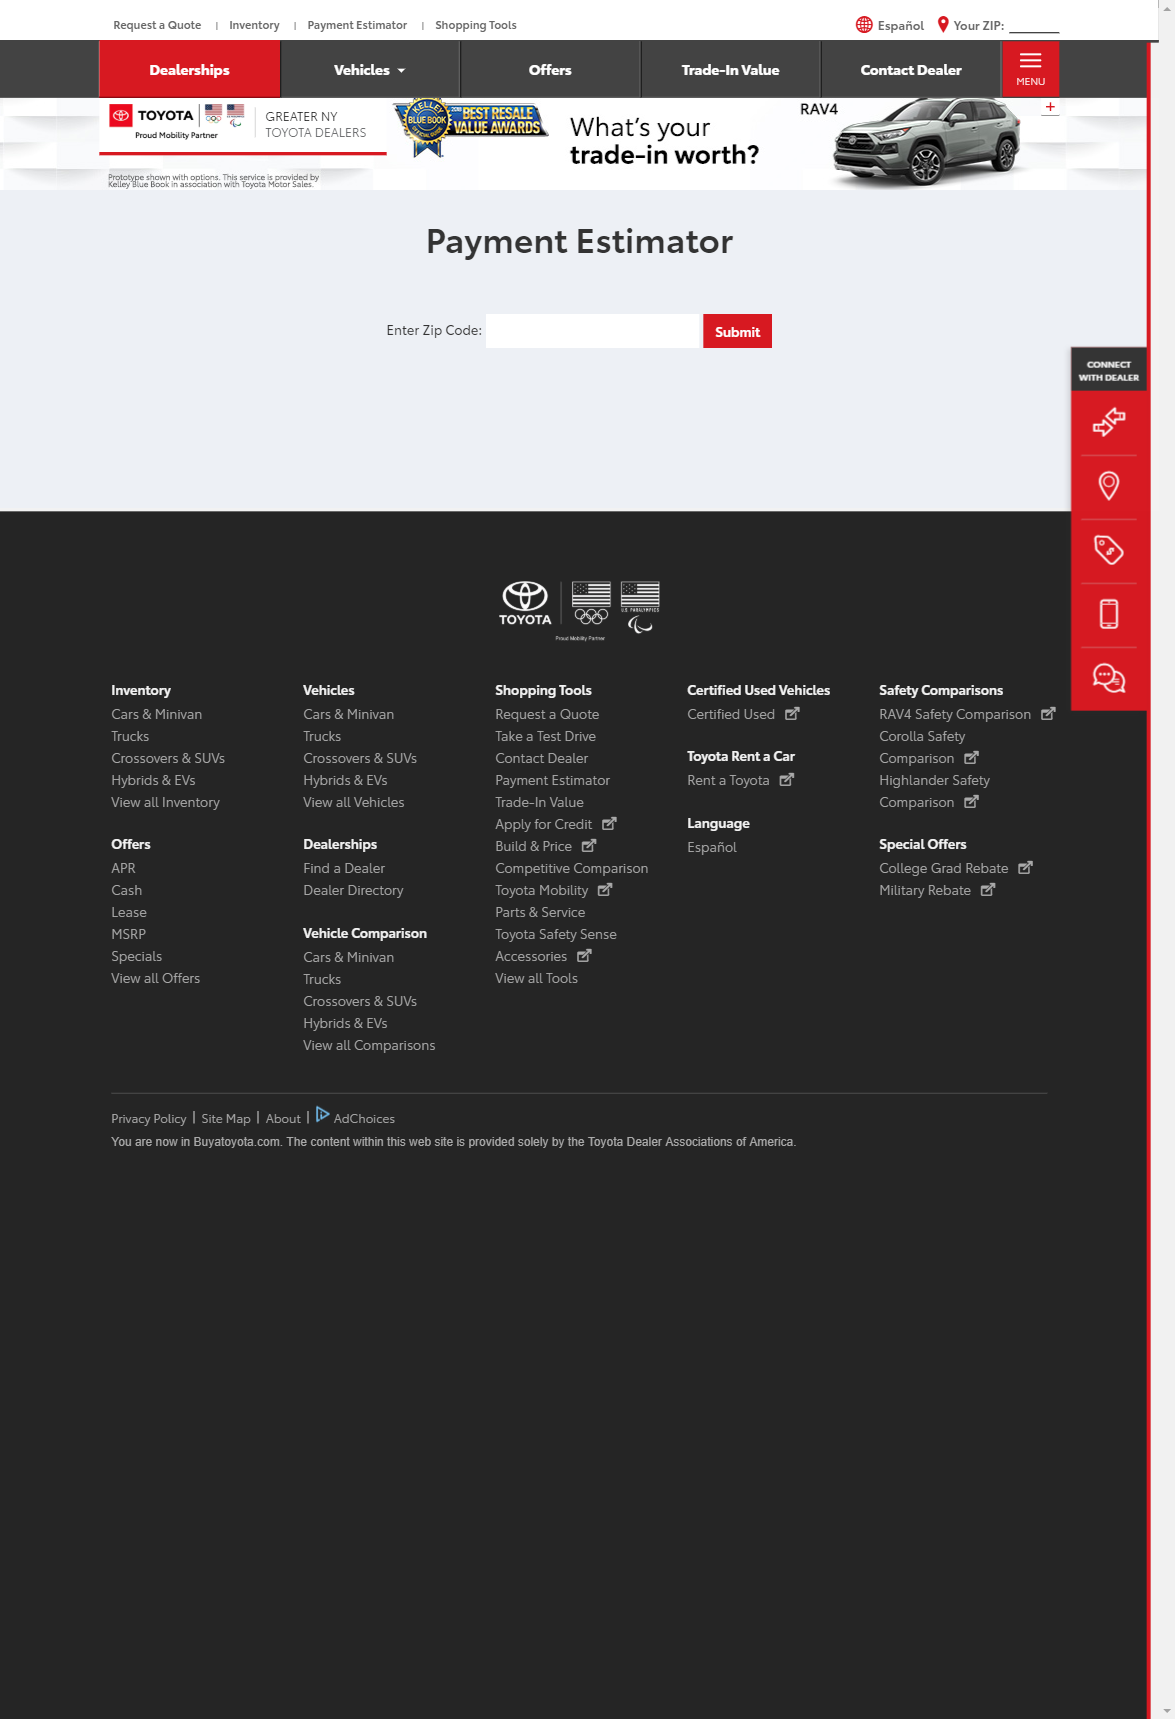 Request a Quote | Inventory | Payment Estimator | Shopping Tools
Español Your ZIP:
Dealerships Vehicles Offers Trade-In Value Contact Dealer MENU
TOYOTA
Proud Mobility Partner
GREATER NY
TOYOTA DEALERS
Prototype shown with options. This service is provided by
Kelley Blue Book in association with Toyota Motor Sales.
KELLEY
BLUE BOOK
2018 BEST RESALE
VALUE AWARDS
What's your
trade-in worth?
RAV4
+
Payment Estimator
Enter Zip Code: Submit
CONNECT
WITH DEALER
TOYOTA
U.S. PARALYMPICS
Proud Mobility Partner
Inventory
Cars & Minivan
Trucks
Crossovers & SUVs
Hybrids & EVs
View all Inventory
Offers
APR
Cash
Lease
MSRP
Specials
View all Offers
Vehicles
Cars & Minivan
Trucks
Crossovers & SUVs
Hybrids & EVs
View all Vehicles
Dealerships
Find a Dealer
Dealer Directory
Vehicle Comparison
Cars & Minivan
Trucks
Crossovers & SUVs
Hybrids & EVs
View all Comparisons
Shopping Tools
Request a Quote
Take a Test Drive
Contact Dealer
Payment Estimator
Trade-In Value
Apply for Credit
Build & Price
Competitive Comparison
Toyota Mobility
Parts & Service
Toyota Safety Sense
Accessories
View all Tools
Certified Used Vehicles
Certified Used
Toyota Rent a Car
Rent a Toyota
Language
Español
Safety Comparisons
RAV4 Safety Comparison
Corolla Safety
Comparison
Highlander Safety
Comparison
Special Offers
College Grad Rebate
Military Rebate
Privacy Policy | Site Map | About | AdChoices
You are now in Buyatoyota.com. The content within this web site is provided solely by the Toyota Dealer Associations of America.